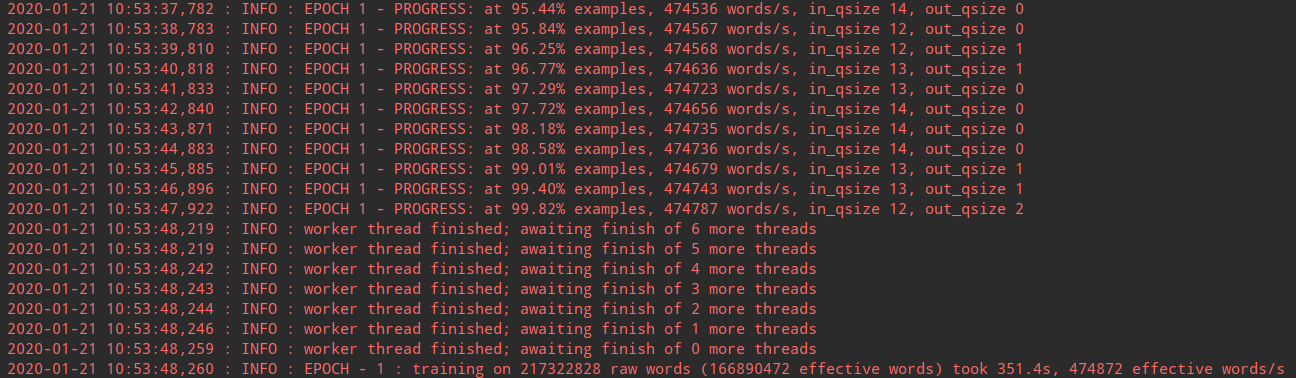 2020-01-21 10:53:37,782 : INFO : EPOCH 1 - PROGRESS: at 95.44% examples, 474536 words/s, in_qsize 14, out_qsize 0
2020-01-21 10:53:38,783 : INFO : EPOCH 1 - PROGRESS: at 95.84% examples, 474567 words/s, in_qsize 12, out_qsize 0
2020-01-21 10:53:39,810 : INFO : EPOCH 1 - PROGRESS: at 96.25% examples, 474568 words/s, in_qsize 12, out_qsize 1
2020-01-21 10:53:40,818 : INFO : EPOCH 1 - PROGRESS: at 96.77% examples, 474636 words/s, in_qsize 13, out_qsize 1
2020-01-21 10:53:41,833 : INFO : EPOCH 1 - PROGRESS: at 97.29% examples, 474723 words/s, in_qsize 13, out_qsize 0
2020-01-21 10:53:42,840 : INFO : EPOCH 1 - PROGRESS: at 97.72% examples, 474656 words/s, in_qsize 14, out_qsize 0
2020-01-21 10:53:43,871 : INFO : EPOCH 1 - PROGRESS: at 98.18% examples, 474735 words/s, in_qsize 14, out_qsize 0
2020-01-21 10:53:44,883 : INFO : EPOCH 1 - PROGRESS: at 98.58% examples, 474736 words/s, in_qsize 14, out_qsize 0
2020-01-21 10:53:45,885 : INFO : EPOCH 1 - PROGRESS: at 99.01% examples, 474679 words/s, in_qsize 13, out_qsize 1
2020-01-21 10:53:46,896 : INFO : EPOCH 1 - PROGRESS: at 99.40% examples, 474743 words/s, in_qsize 13, out_qsize 1
2020-01-21 10:53:47,922 : INFO : EPOCH 1 - PROGRESS: at 99.82% examples, 474787 words/s, in_qsize 12, out_qsize 2
2020-01-21 10:53:48,219 : INFO : worker thread finished; awaiting finish of 6 more threads
2020-01-21 10:53:48,219 : INFO : worker thread finished; awaiting finish of 5 more threads
2020-01-21 10:53:48,242 : INFO : worker thread finished; awaiting finish of 4 more threads
2020-01-21 10:53:48,243 : INFO : worker thread finished; awaiting finish of 3 more threads
2020-01-21 10:53:48,244 : INFO : worker thread finished; awaiting finish of 2 more threads
2020-01-21 10:53:48,246 : INFO : worker thread finished; awaiting finish of 1 more threads
2020-01-21 10:53:48,259 : INFO : worker thread finished; awaiting finish of 0 more threads
2020-01-21 10:53:48,260 : INFO : EPOCH - 1 : training on 217322828 raw words (166890472 effective words) took 351.4s, 474872 effective words/s